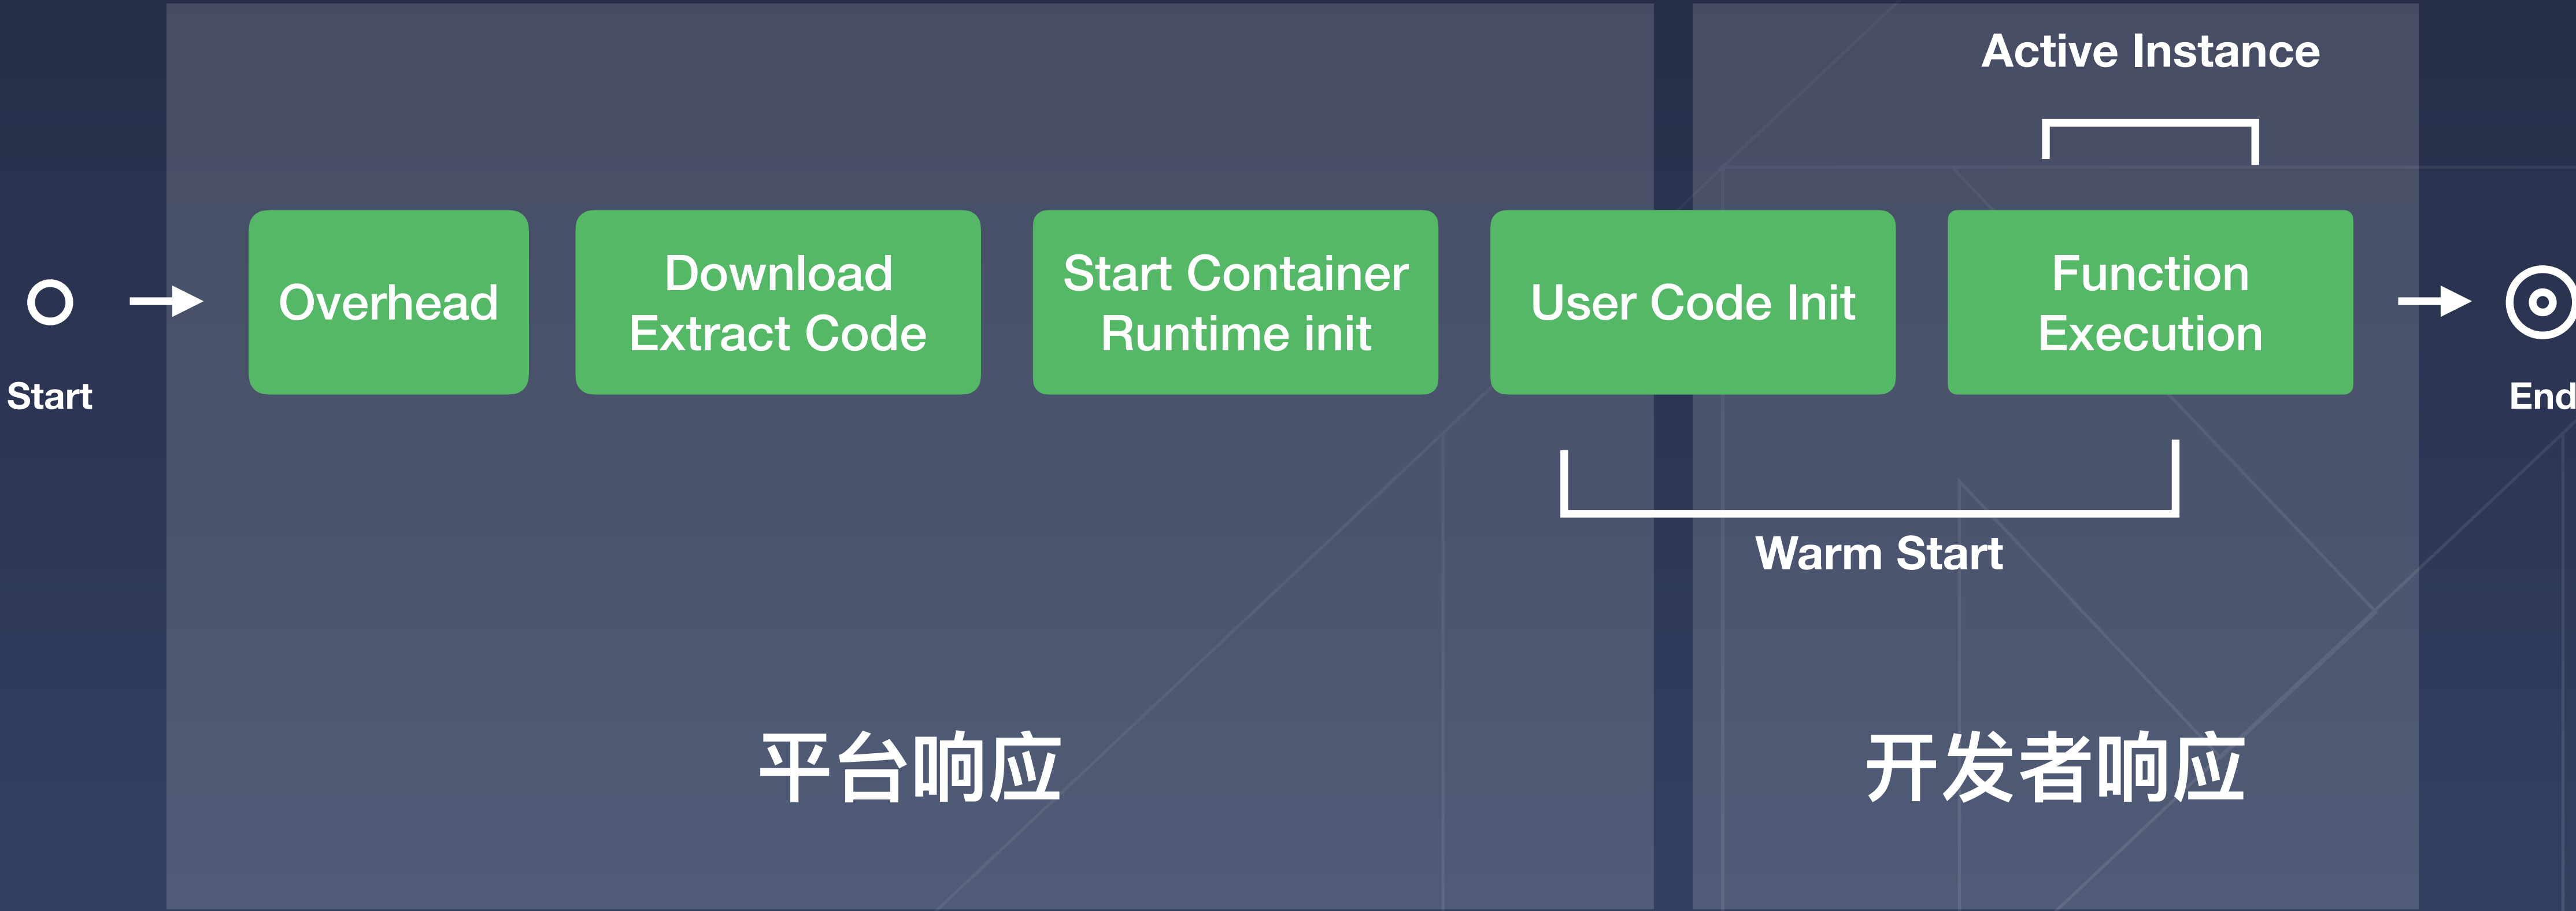 Active Instance
Start
Overhead
Download
Extract Code
Start Container
Runtime init
User Code Init
Function
Execution
End
Warm Start
平台响应
开发者响应